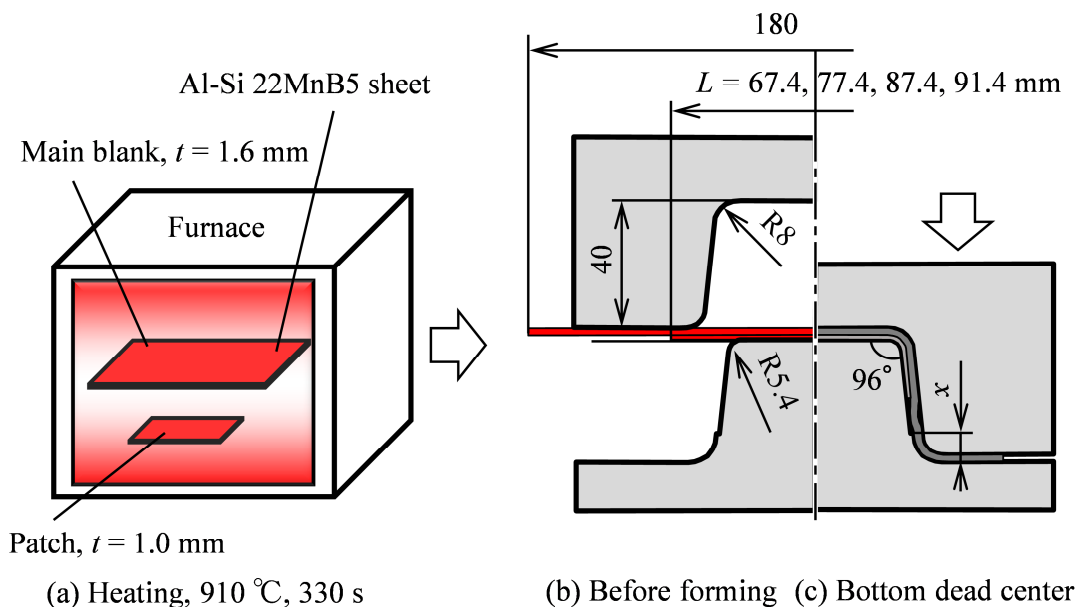 180
Al-Si 22MnB5 sheet
L = 67.4, 77.4, 87.4, 91.4 mm
Main blank, t = 1.6 mm
Furnace
R8
40
96°
R5.4
x
Patch, t = 1.0 mm
(a) Heating, 910 ℃, 330 s
(b) Before forming
(c) Bottom dead center